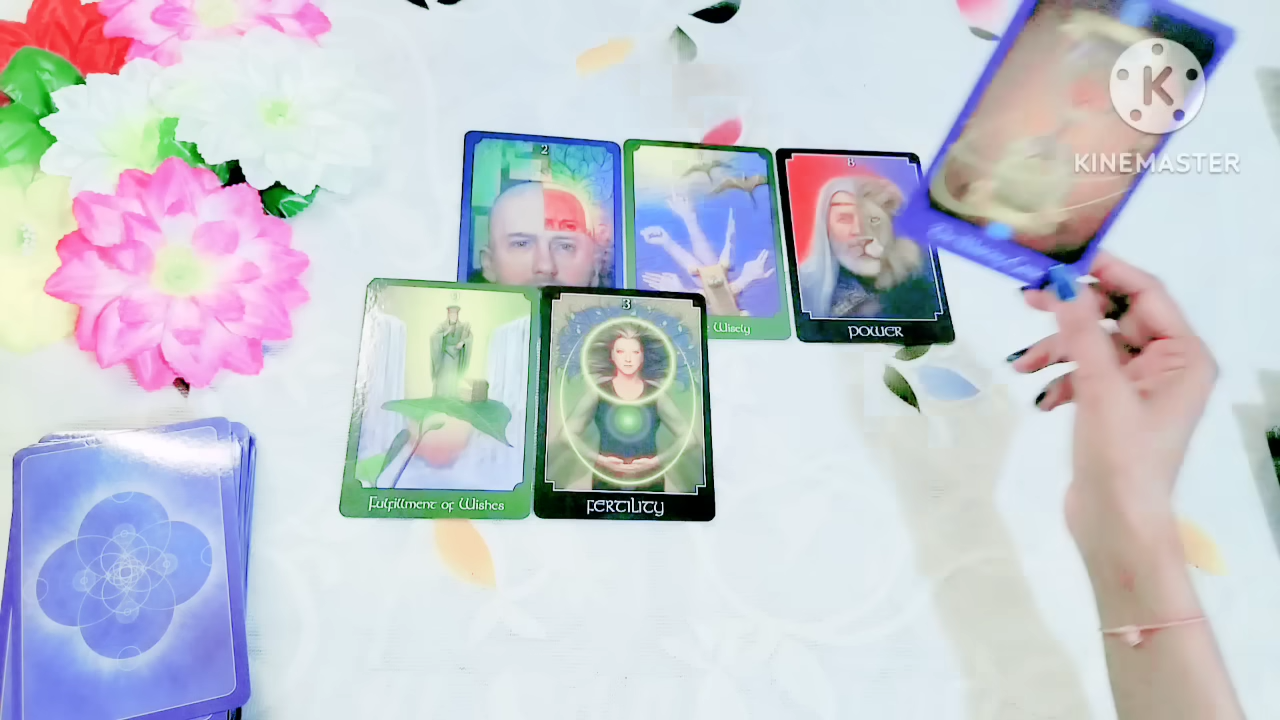 2
8
K
KINEMASTER
Wisely
POWER
3
Fulfillment of Wishes
FERTILITY